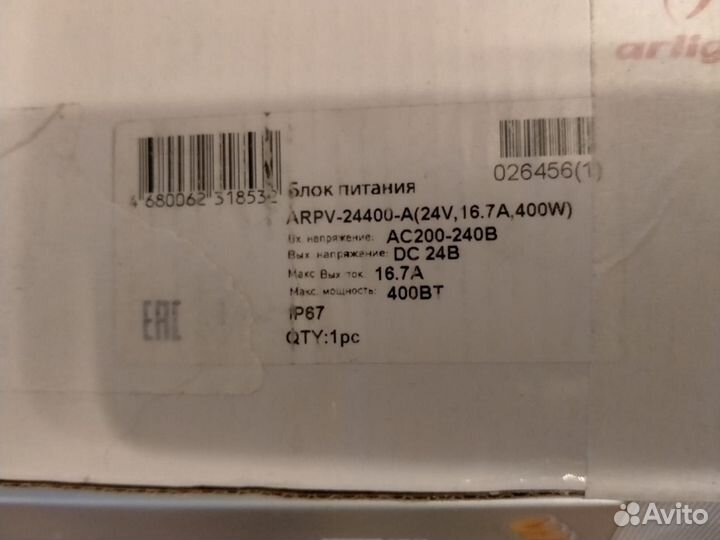 arlig
4 680062 318532
026456(1)
Блок питания
ARPV-24400-A(24V,16.7A,400W)
Вх. напряжение: AC200-240В
Вых. напряжение: DC 24В
Макс Вых ток: 16.7A
Макс. мощность: 400ВТ
IP67
QTY:1pc
EAC
Avito